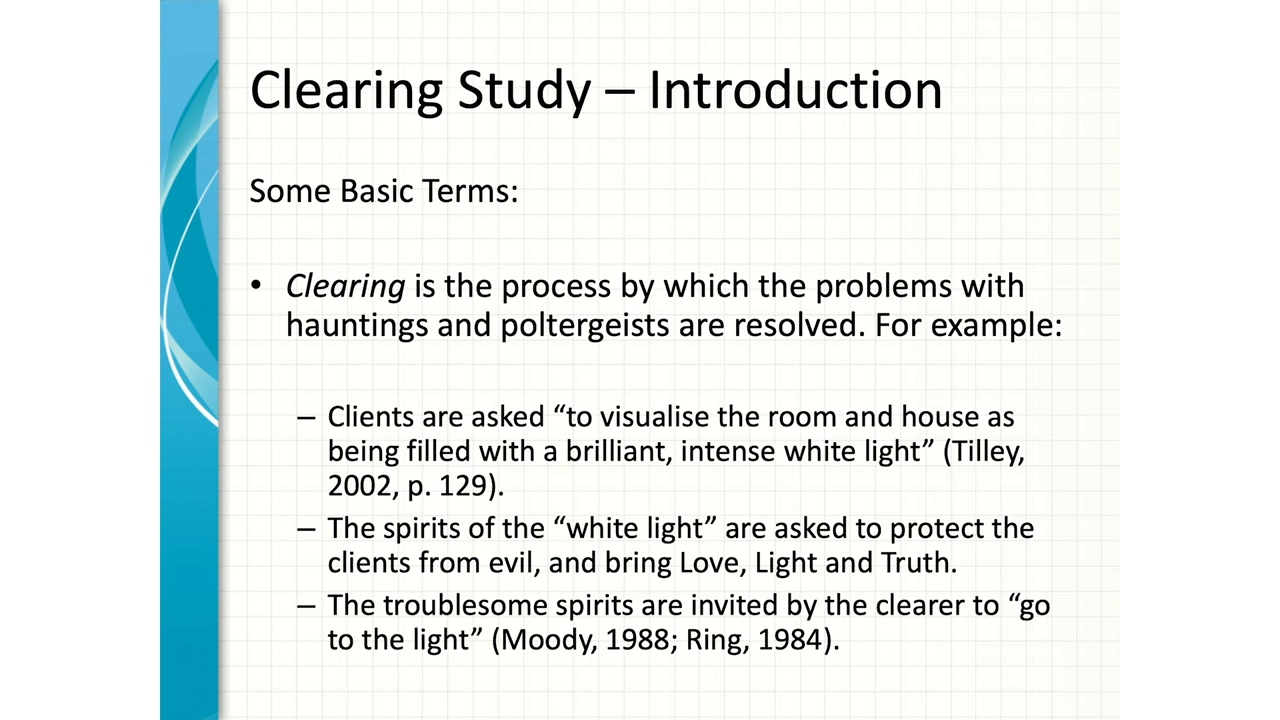 Clearing Study – Introduction
Some Basic Terms:
• Clearing is the process by which the problems with
hauntings and poltergeists are resolved. For example:
– Clients are asked “to visualise the room and house as
being filled with a brilliant, intense white light” (Tilley,
2002, p. 129).
– The spirits of the “white light” are asked to protect the
clients from evil, and bring Love, Light and Truth.
– The troublesome spirits are invited by the clearer to “go
to the light” (Moody, 1988; Ring, 1984).